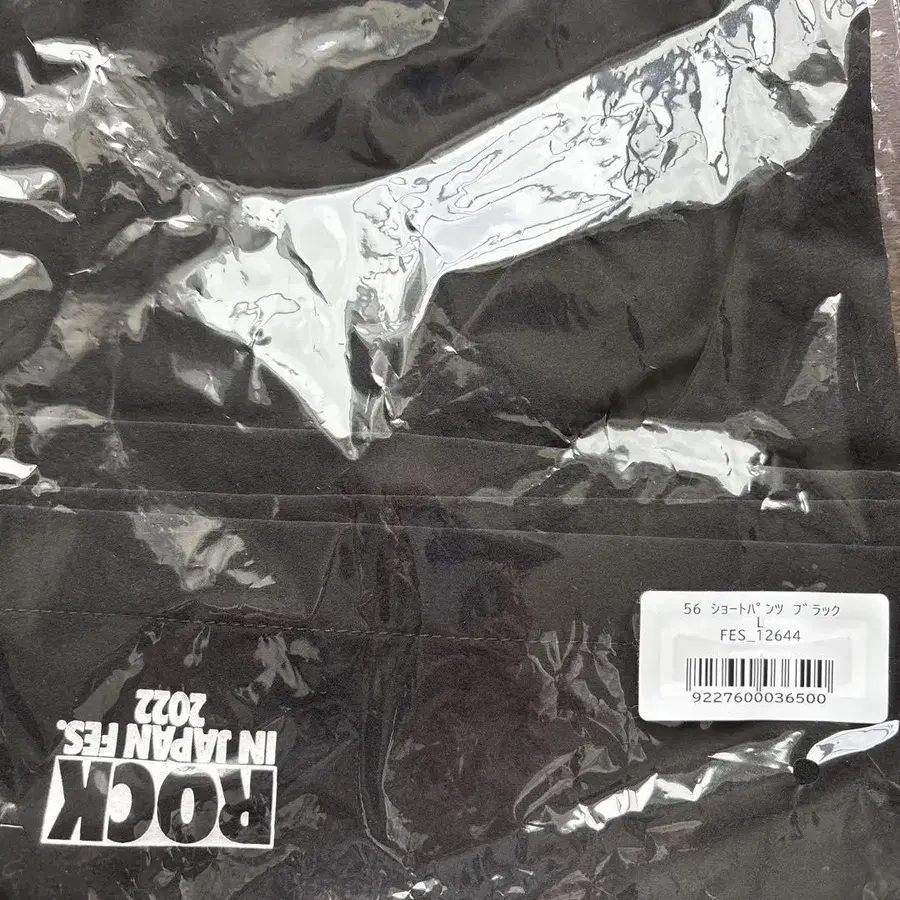 56 ショートパンツ ブラック
L
FES_12644
9227600036500
ROCK
IN JAPAN FES.
2022